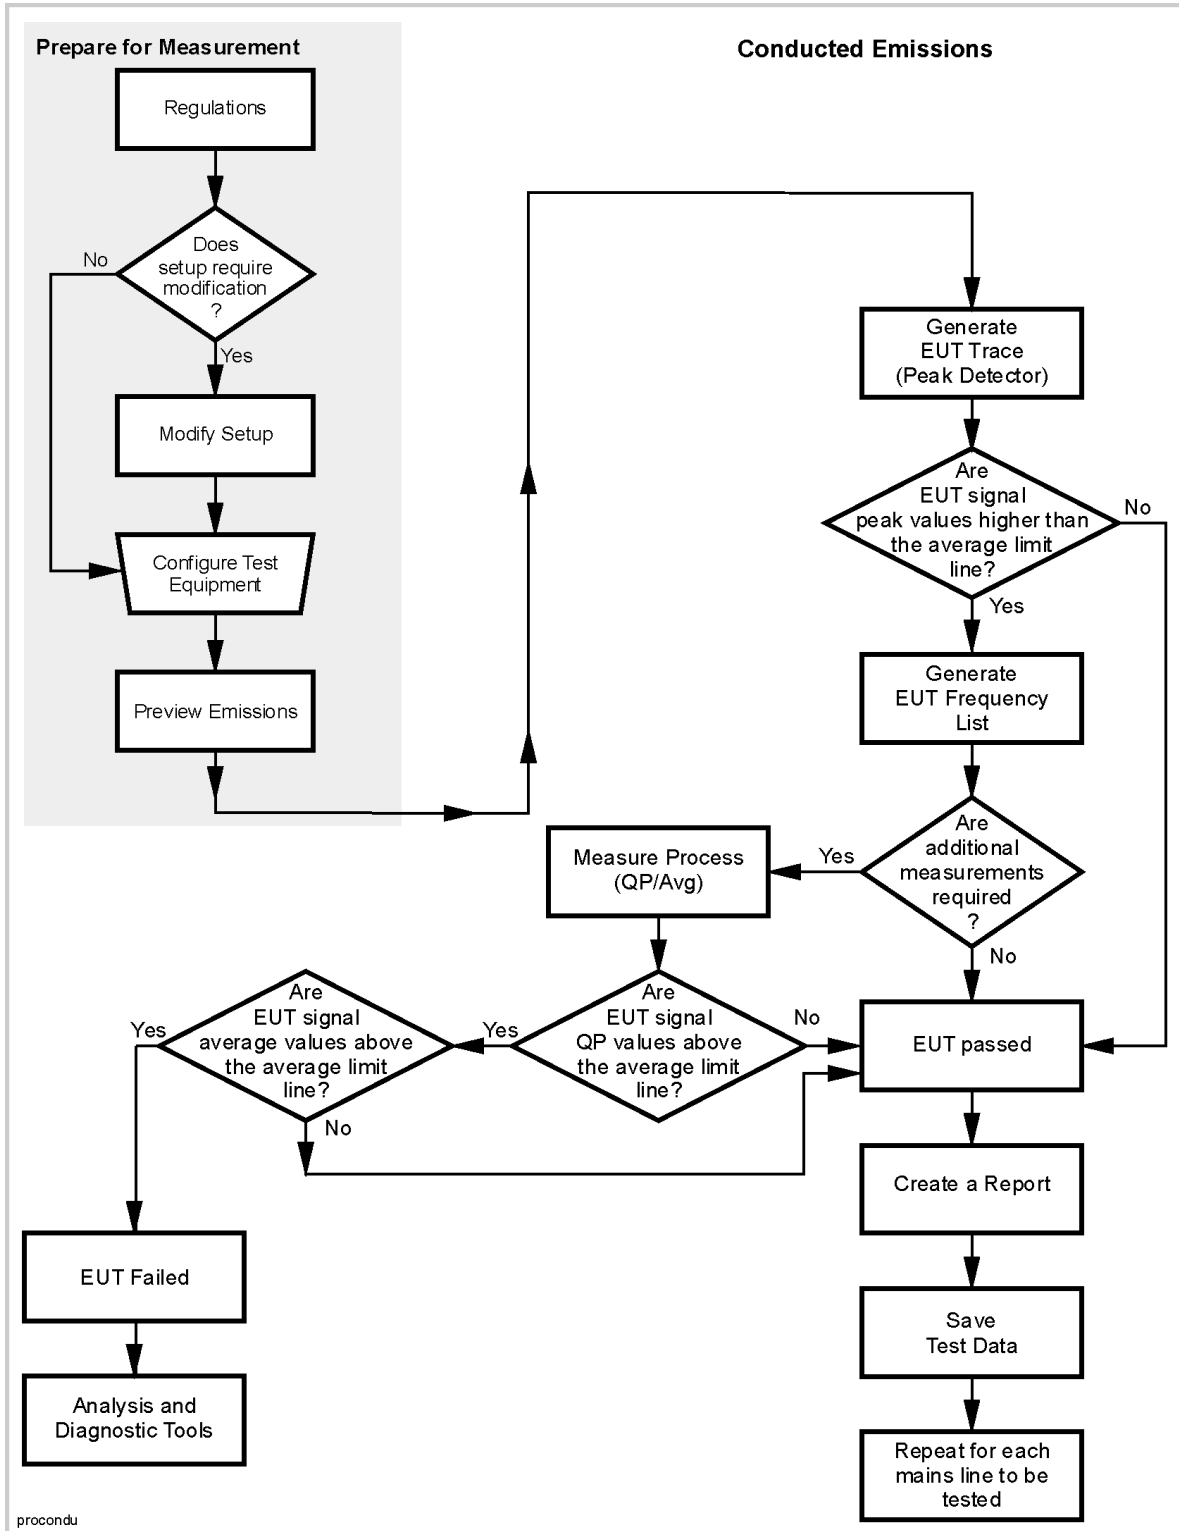 Prepare for Measurement
Conducted Emissions
Regulations
Does
setup require
modification
?
No
Yes
Modify Setup
Configure Test
Equipment
Preview Emissions
Generate
EUT Trace
(Peak Detector)
Are
EUT signal
peak values higher than
the average limit
line?
No
Yes
Generate
EUT Frequency
List
Are
additional
measurements
required
?
Yes
No
Measure Process
(QP/Avg)
Are
EUT signal
QP values above
the average limit
line?
No
Yes
Are
EUT signal
average values above
the average limit
line?
Yes
No
EUT passed
Create a Report
Save
Test Data
Repeat for each
mains line to be
tested
EUT Failed
Analysis and
Diagnostic Tools
procondu